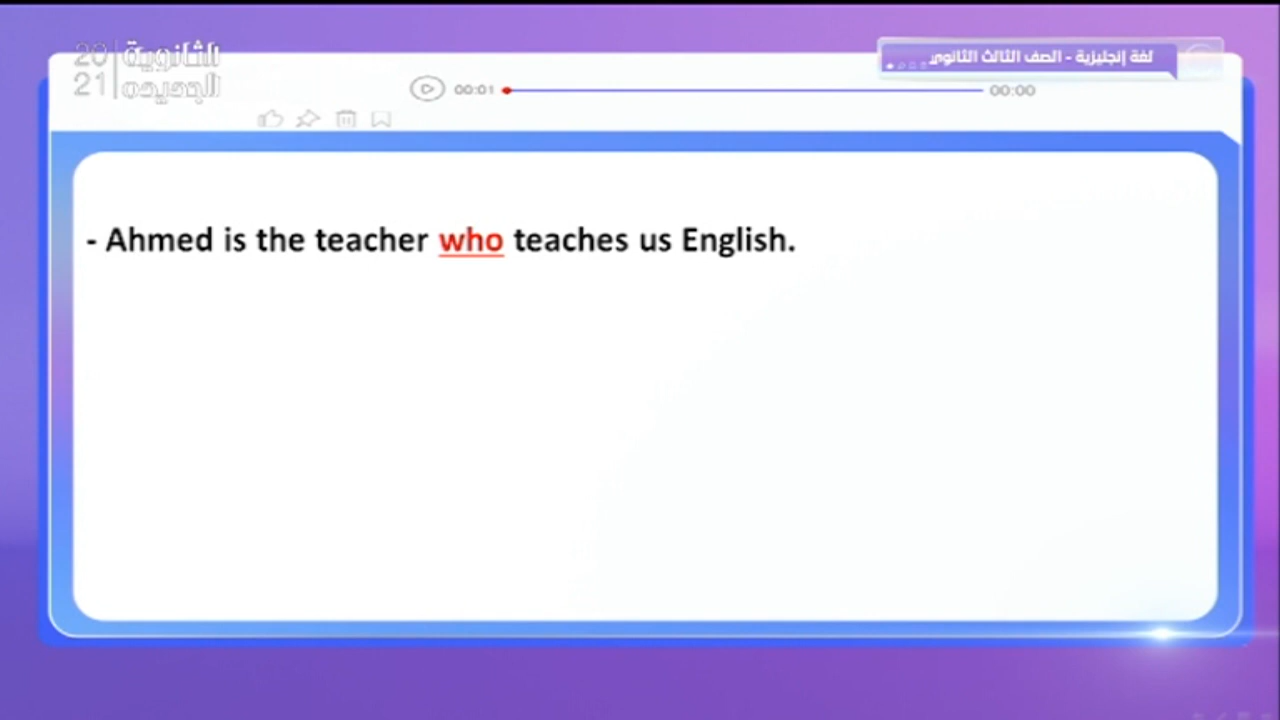 20 الثانوية
21 الجديدة
لغة إنجليزية - الصف الثالث الثانوي
00:01 00:00
- Ahmed is the teacher who teaches us English.